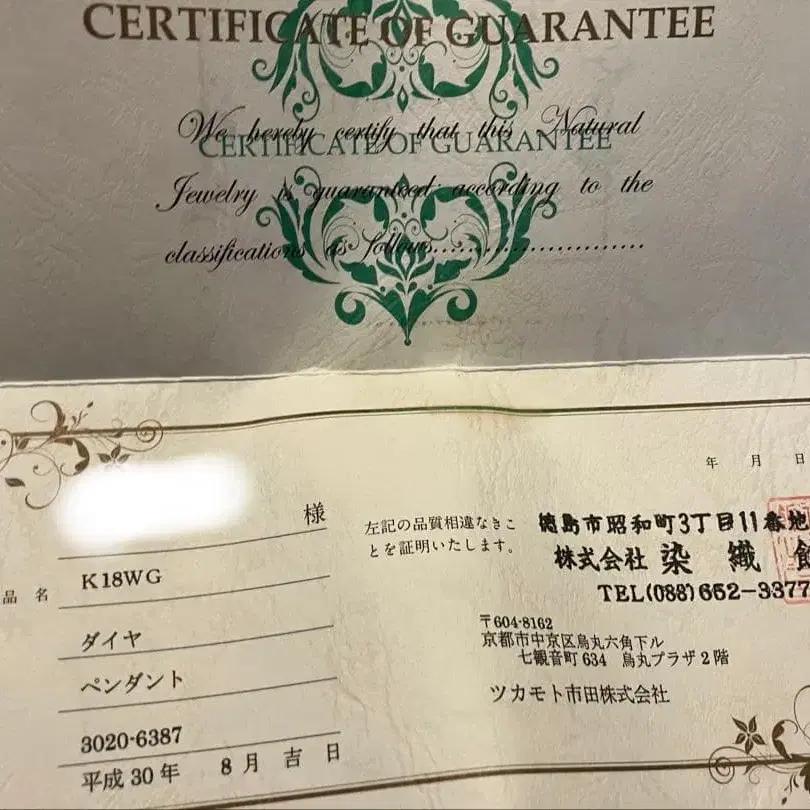 CERTIFICATE OF GUARANTEE
We hereby certify that this Natural
CERTIFICATE OF GUARANTEE
Jewelry is guaranteed according to the
classifications as follows........................
年 月 日
様
左記の品質相違なきこ
とを証明いたします。
徳島市昭和町3丁目11番地
株式会社 染織館
TEL(088)652-3377
〒604-8162
京都市中京区烏丸六角下ル
七観音町634 烏丸プラザ2階
ツカモト市田株式会社
品名 K18WG
ダイヤ
ペンダント
3020-6387
平成30年 8月 吉日